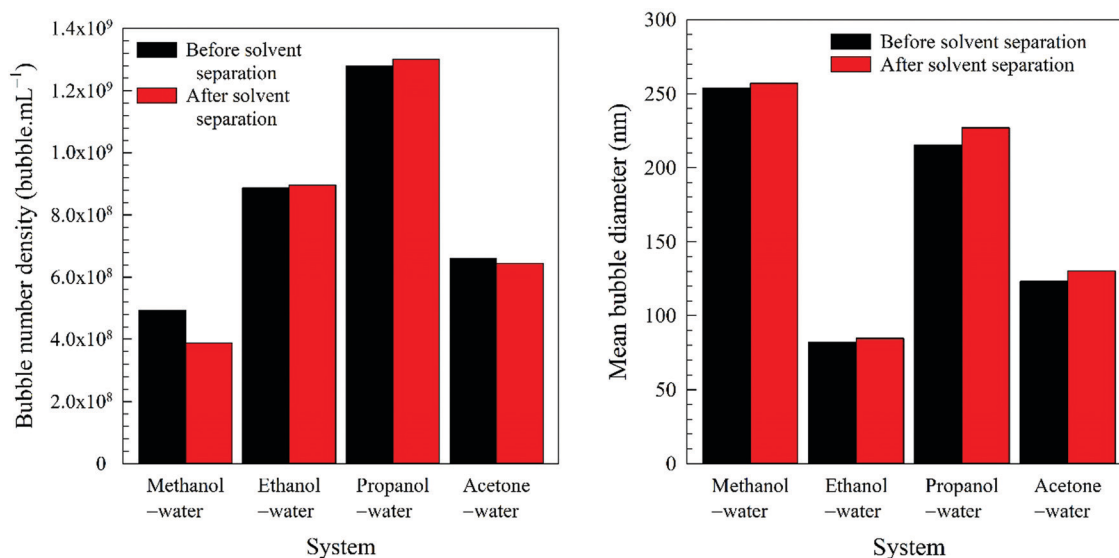 Bubble number density (bubble.mL⁻¹)
1.4x10⁹
1.2x10⁹
1.0x10⁹
8.0x10⁸
6.0x10⁸
4.0x10⁸
2.0x10⁸
0
Before solvent
separation
After solvent
separation
Methanol
–water
Ethanol
–water
Propanol
–water
Acetone
–water
System
Mean bubble diameter (nm)
300
250
200
150
100
50
0
Before solvent separation
After solvent separation
Methanol
–water
Ethanol
–water
Propanol
–water
Acetone
–water
System